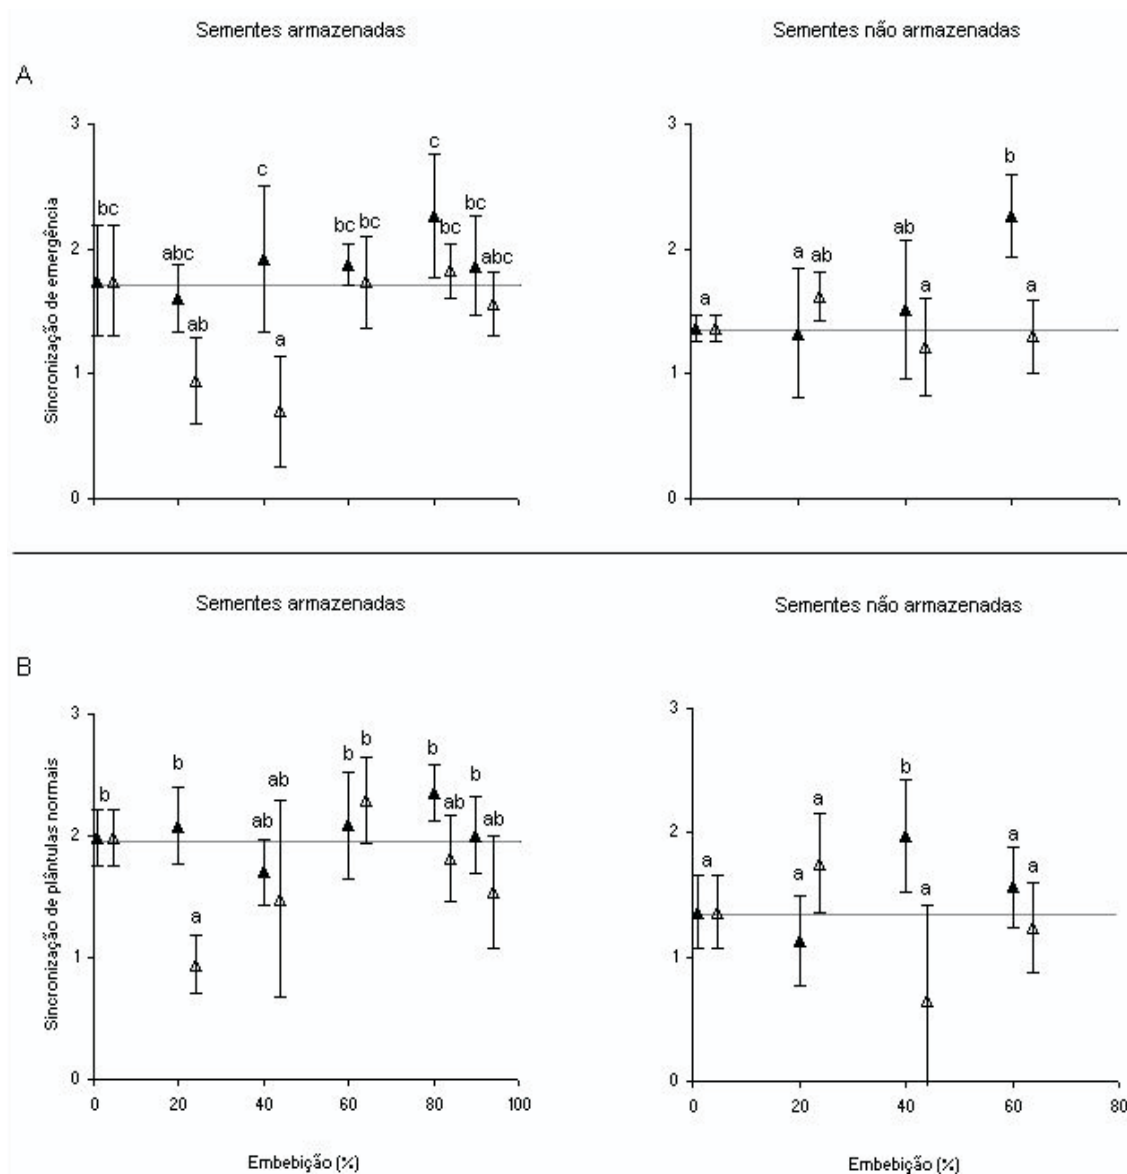 Sementes armazenadas
Sementes não armazenadas
A
Sincronização de emergência
3
2
1
0
bc
abc
ab
c
a
bc
bc
c
bc
bc
abc
3
2
1
0
a
a
ab
ab
a
b
a
Sementes armazenadas
Sementes não armazenadas
B
Sincronização de plântulas normais
3
2
1
0
b
b
a
ab
ab
b
b
b
ab
b
ab
0 20 40 60 80 100
Embebição (%)
3
2
1
0
a
a
a
b
a
a
a
0 20 40 60 80
Embebição (%)